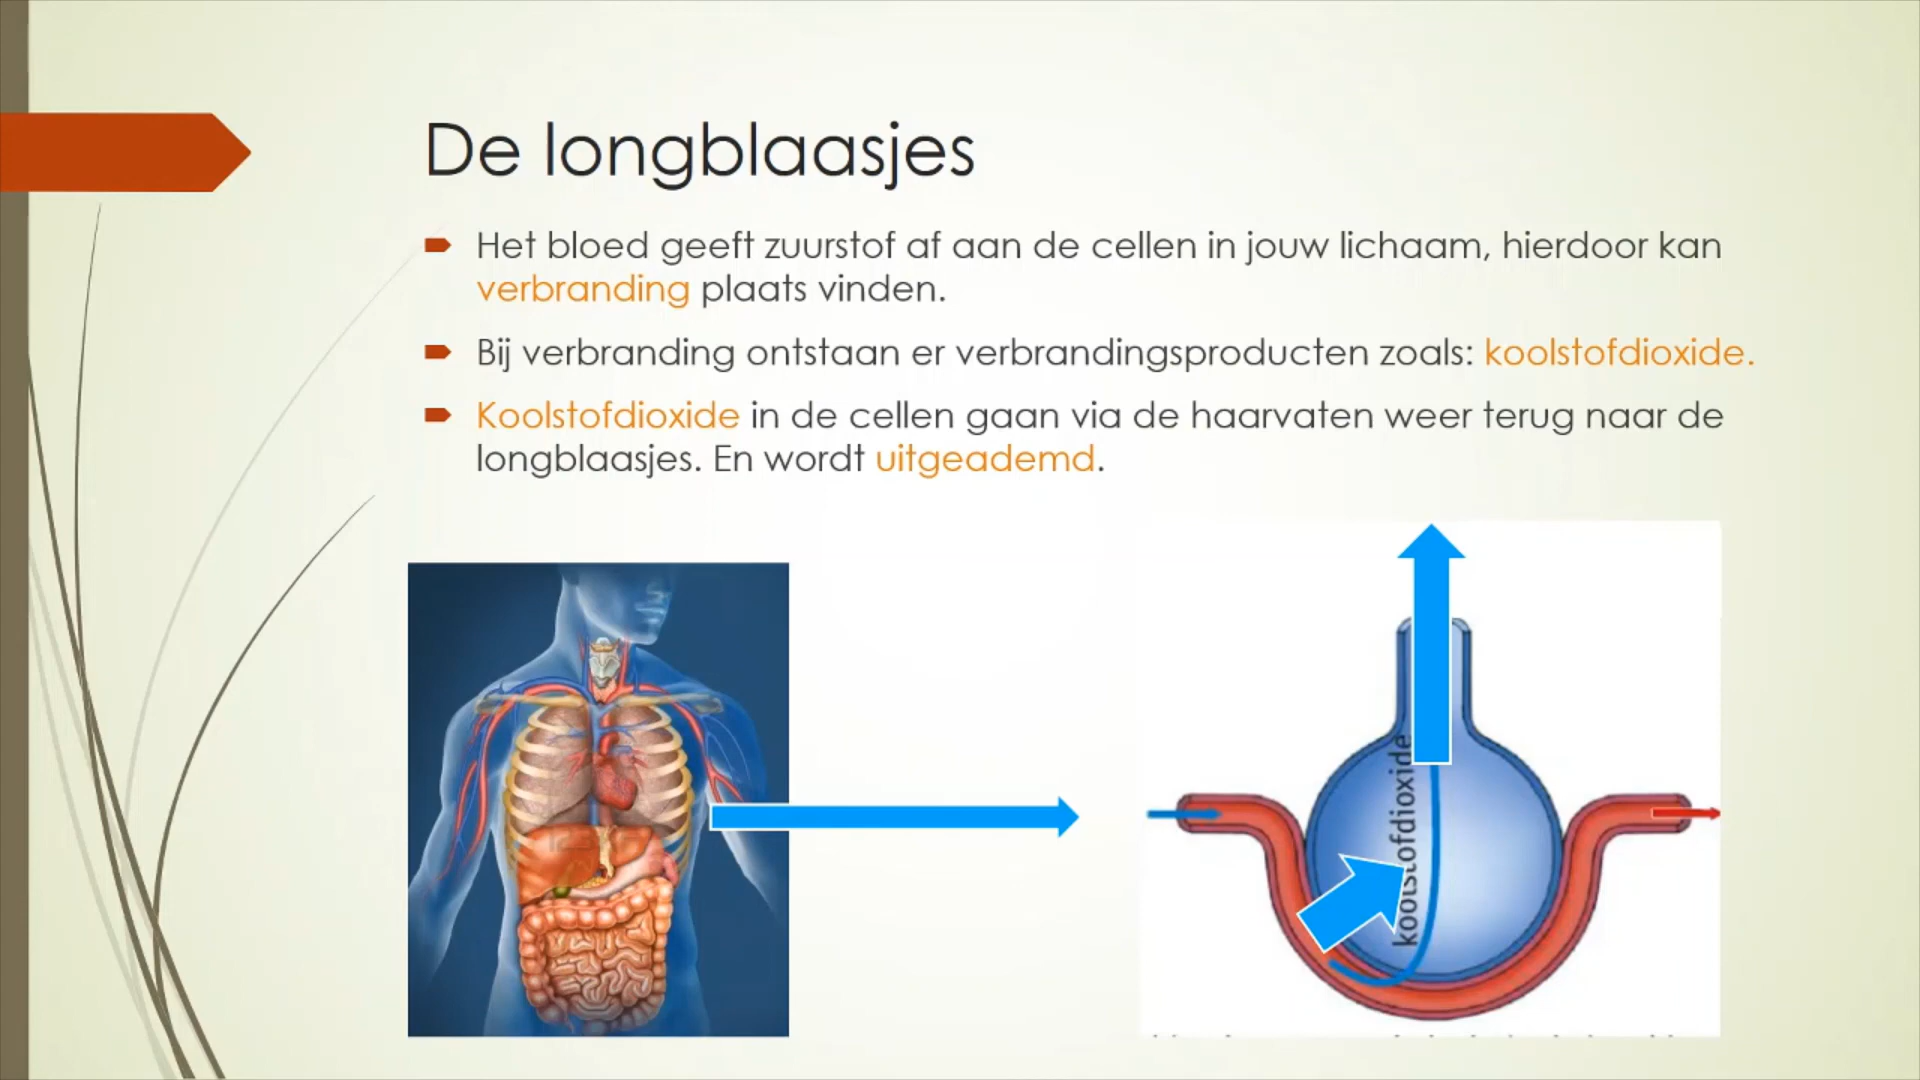 De longblaasjes
Het bloed geeft zuurstof af aan de cellen in jouw lichaam, hierdoor kan
verbranding plaats vinden.
Bij verbranding ontstaan er verbrandingsproducten zoals: koolstofdioxide.
Koolstofdioxide in de cellen gaan via de haarvaten weer terug naar de
longblaasjes. En wordt uitgeademd.
koolstofdioxide